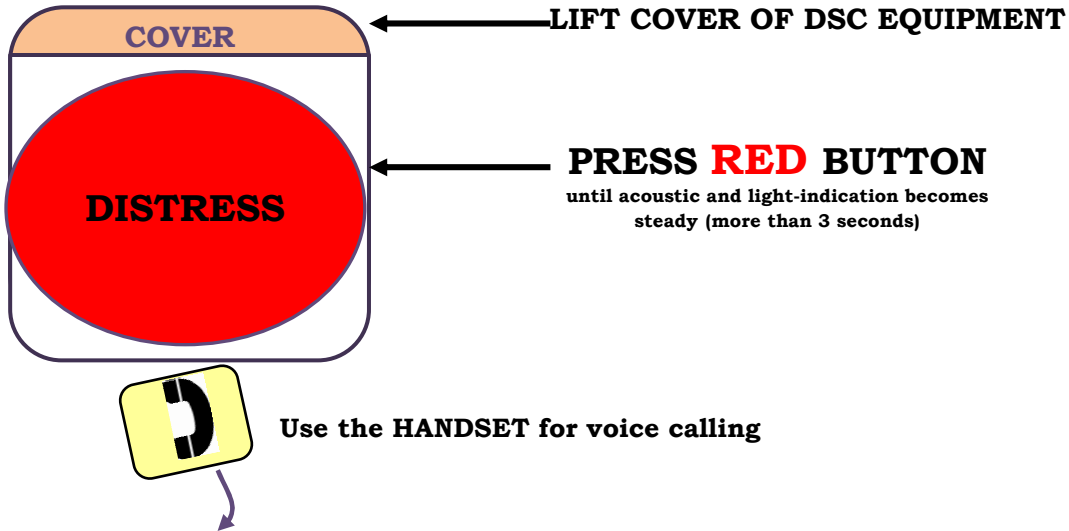 COVER
LIFT COVER OF DSC EQUIPMENT
DISTRESS
PRESS RED BUTTON
until acoustic and light-indication becomes
steady (more than 3 seconds)
Use the HANDSET for voice calling